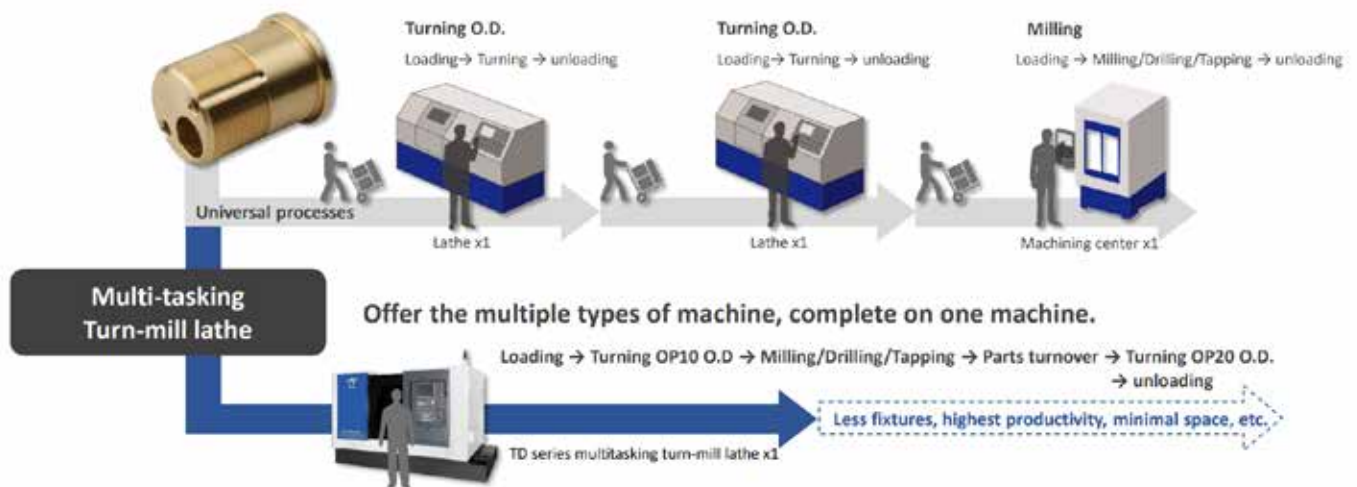 Turning O.D.
Loading→ Turning → unloading
Turning O.D.
Loading→ Turning → unloading
Milling
Loading → Milling/Drilling/Tapping → unloading
Universal processes
Lathe x1
Lathe x1
Machining center x1
Multi-tasking
Turn-mill lathe
Offer the multiple types of machine, complete on one machine.
Loading → Turning OP10 O.D → Milling/Drilling/Tapping → Parts turnover → Turning OP20 O.D.
→ unloading
Less fixtures, highest productivity, minimal space, etc.
TD series multitasking turn-mill lathe x1